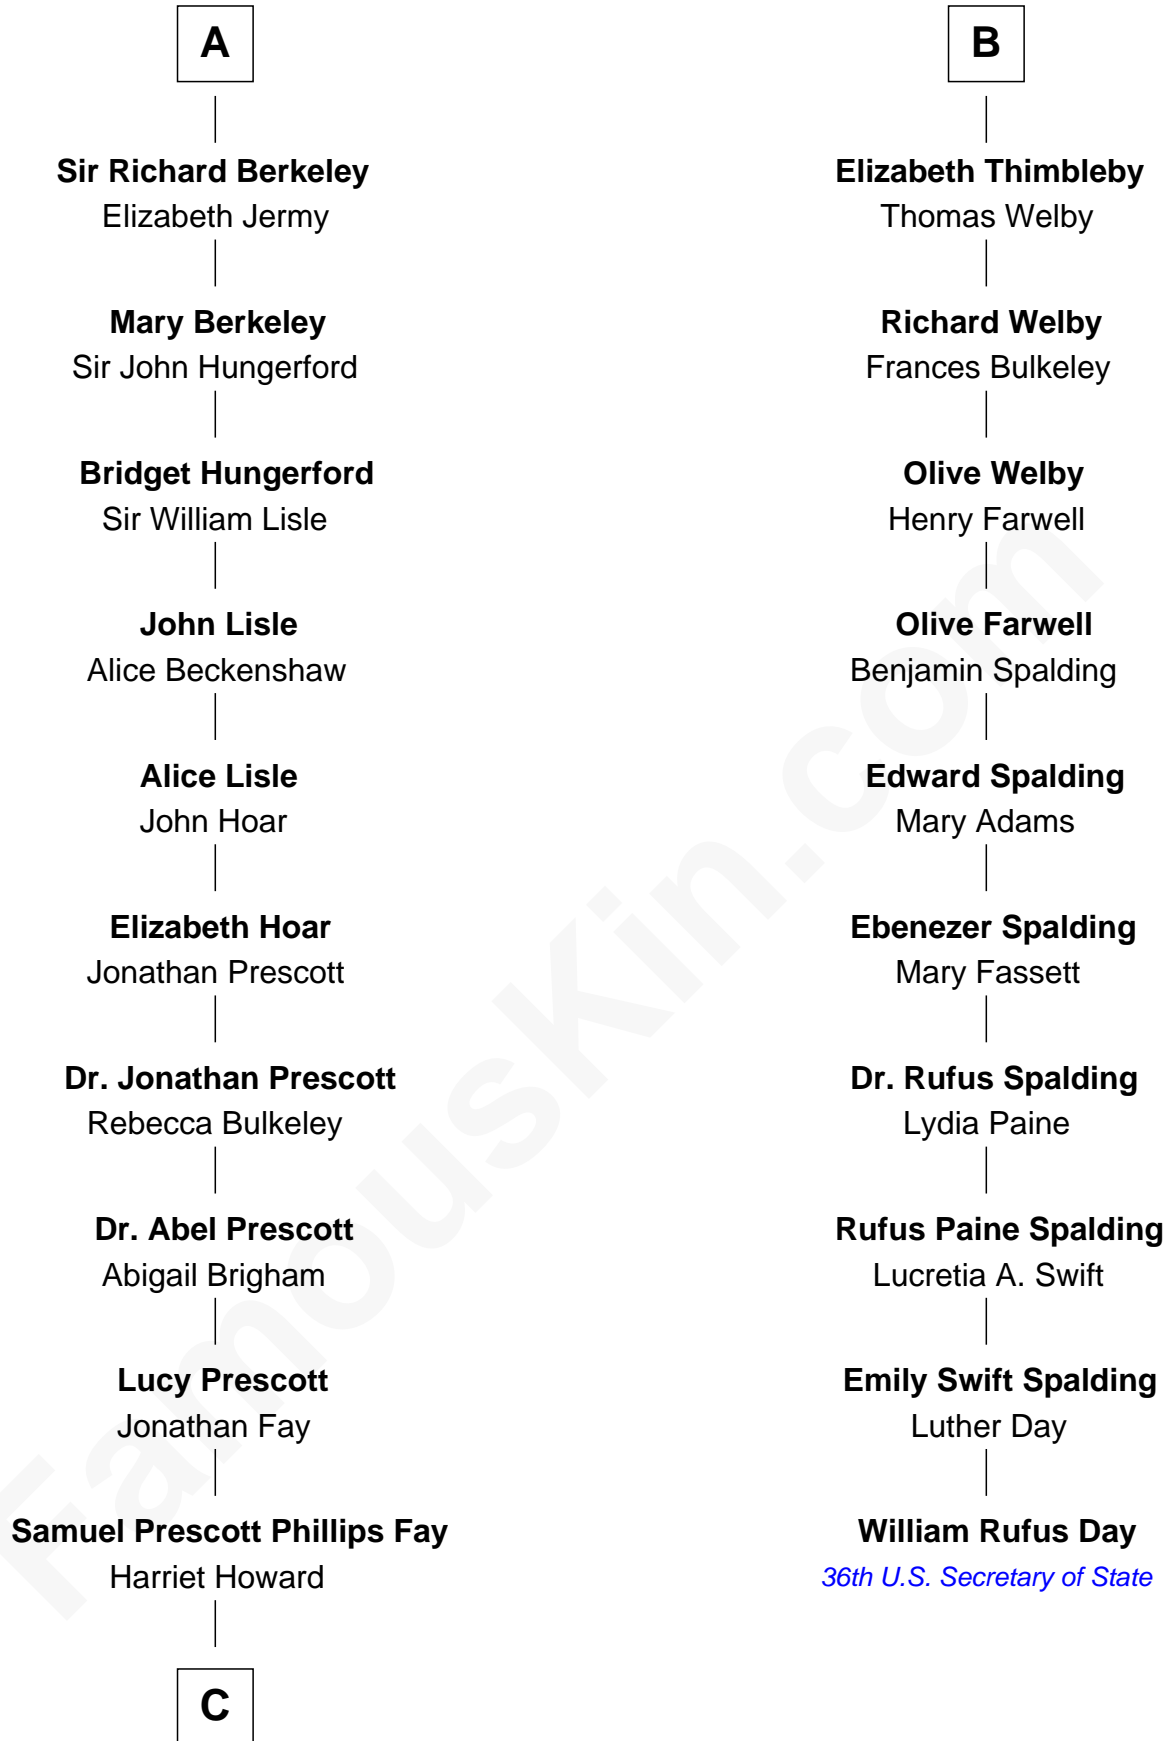 A
Sir Richard Berkeley
Elizabeth Jermy
Mary Berkeley
Sir John Hungerford
Bridget Hungerford
Sir William Lisle
John Lisle
Alice Beckenshaw
Alice Lisle
John Hoar
Elizabeth Hoar
Jonathan Prescott
Dr. Jonathan Prescott
Rebecca Bulkeley
Dr. Abel Prescott
Abigail Brigham
Lucy Prescott
Jonathan Fay
Samuel Prescott Phillips Fay
Harriet Howard
C
B
Elizabeth Thimbleby
Thomas Welby
Richard Welby
Frances Bulkeley
Olive Welby
Henry Farwell
Olive Farwell
Benjamin Spalding
Edward Spalding
Mary Adams
Ebenezer Spalding
Mary Fassett
Dr. Rufus Spalding
Lydia Paine
Rufus Paine Spalding
Lucretia A. Swift
Emily Swift Spalding
Luther Day
William Rufus Day
36th U.S. Secretary of State
FamousKin.com